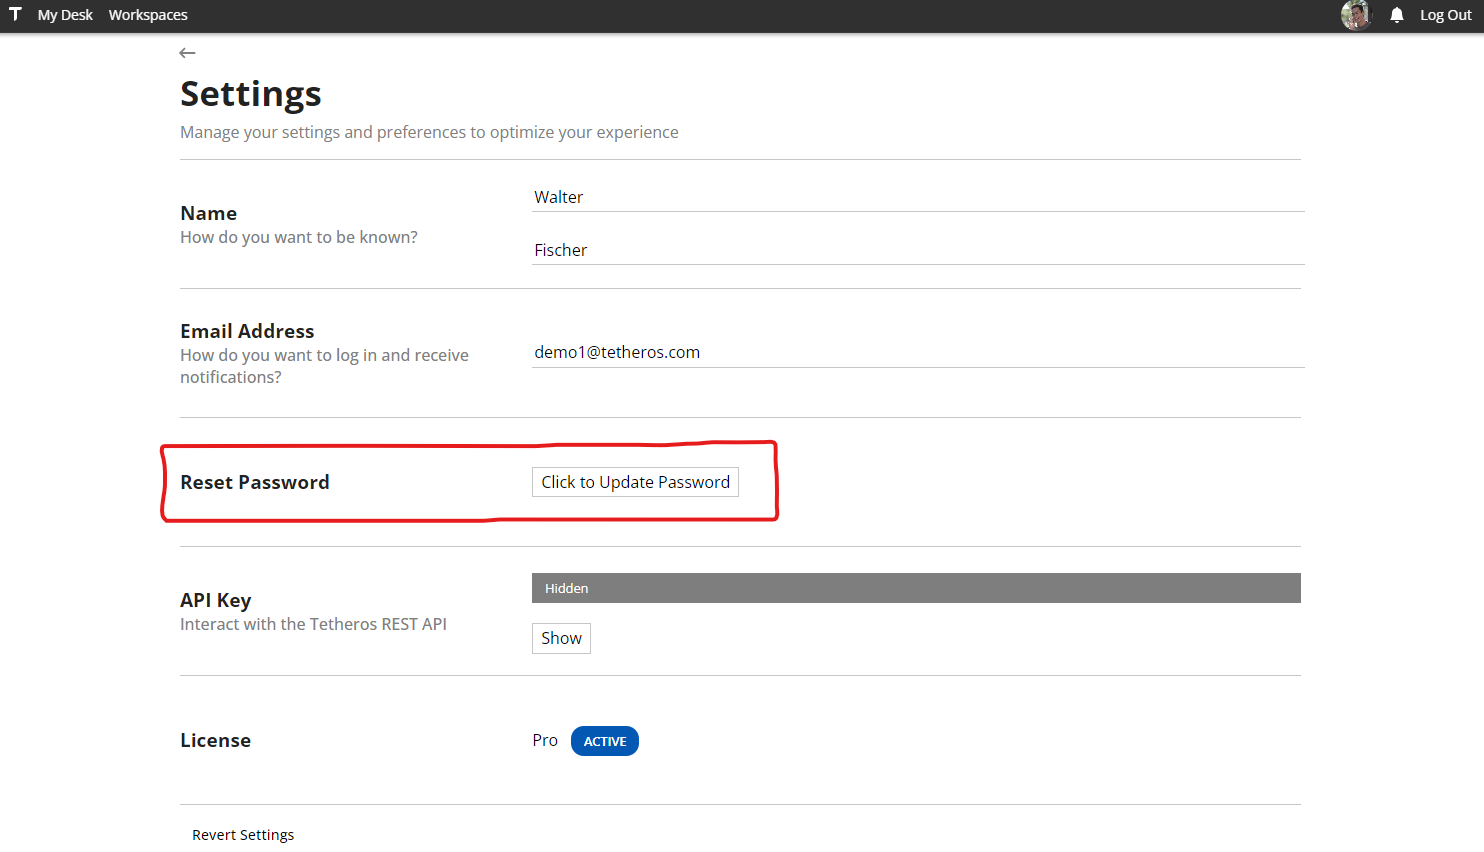 T My Desk Workspaces Log Out
Settings
Manage your settings and preferences to optimize your experience
Name
How do you want to be known?
Walter
Fischer
Email Address
How do you want to log in and receive
notifications?
demo1@tetheros.com
Reset Password
Click to Update Password
API Key
Interact with the Tetheros REST API
Hidden
Show
License
Pro ACTIVE
Revert Settings